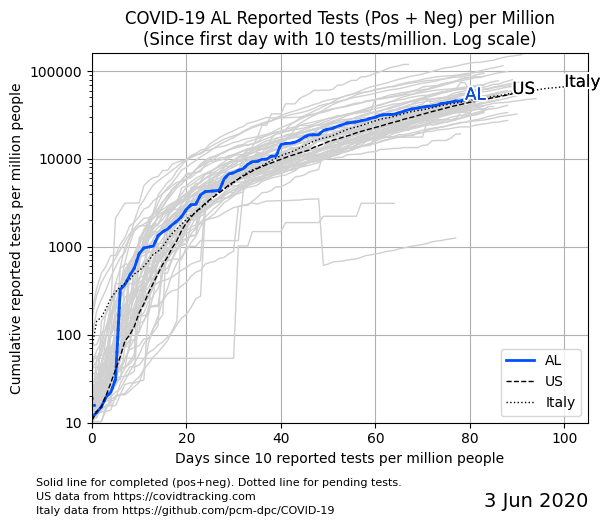 COVID-19 AL Reported Tests (Pos + Neg) per Million
(Since first day with 10 tests/million. Log scale)
Cumulative reported tests per million people
100000
10000
1000
100
10
AL
US
Italy
AL
US
Italy
0
20
40
60
80
100
Days since 10 reported tests per million people
Solid line for completed (pos+neg). Dotted line for pending tests.
US data from https://covidtracking.com
Italy data from https://github.com/pcm-dpc/COVID-19
3 Jun 2020